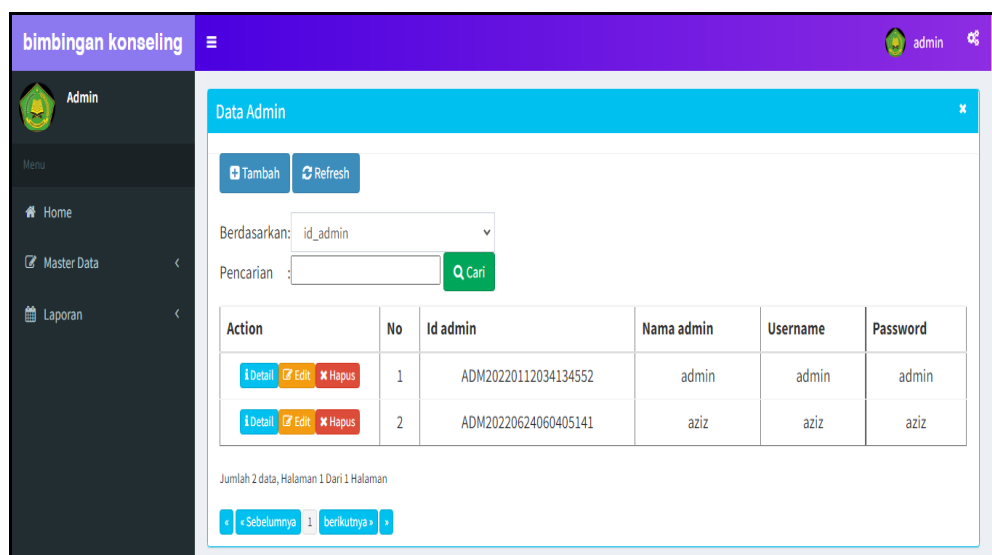 bimbingan konseling
admin
Admin
Menu
Home
Master Data
Laporan
Data Admin
Tambah Refresh
Berdasarkan: id_admin
Pencarian : Cari
Action No Id admin Nama admin Username Password
Detail Edit Hapus 1 ADM20220112034134552 admin admin admin
Detail Edit Hapus 2 ADM20220624060405141 aziz aziz aziz
Jumlah 2 data, Halaman 1 Dari 1 Halaman
« « Sebelumnya 1 berikutnya » »